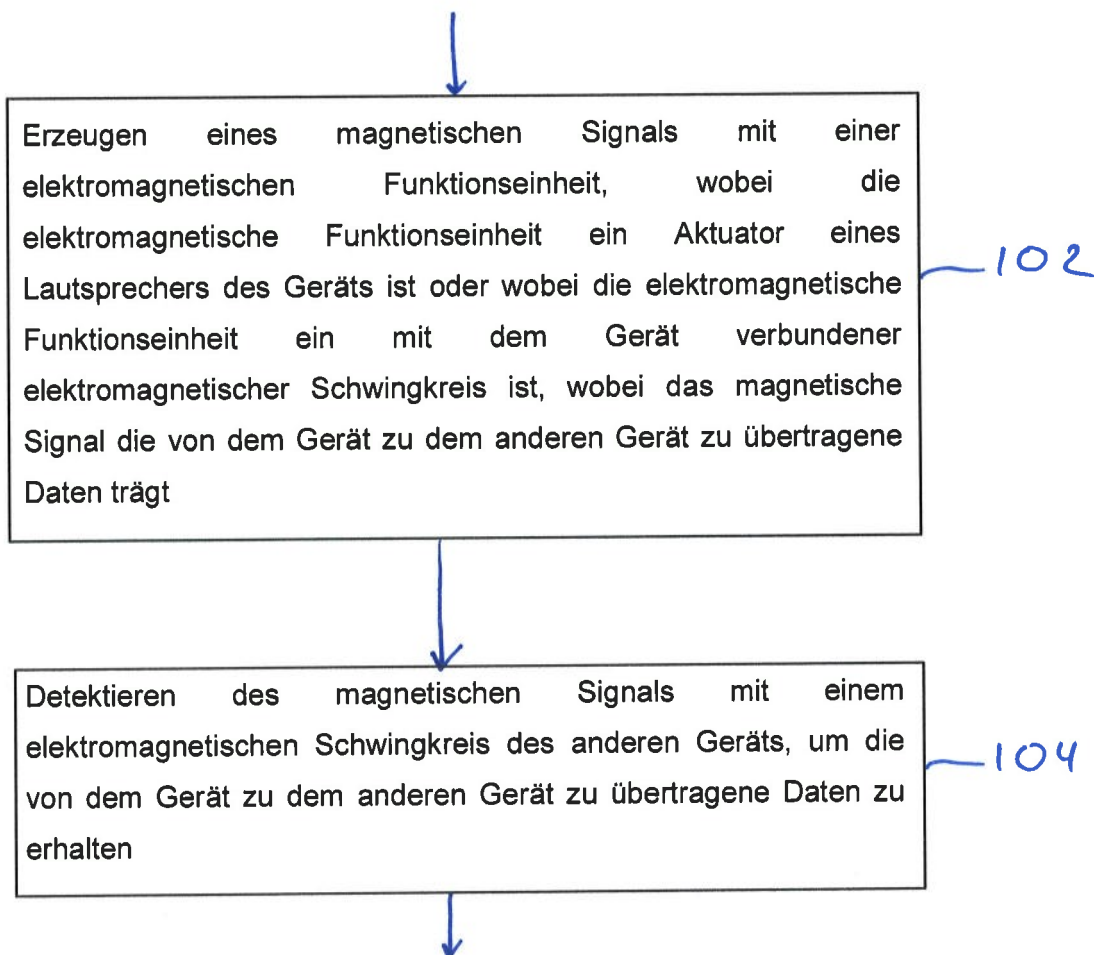 Erzeugen eines magnetischen Signals mit einer
elektromagnetischen Funktionseinheit, wobei die
elektromagnetische Funktionseinheit ein Aktuator eines
Lautsprechers des Geräts ist oder wobei die elektromagnetische
Funktionseinheit ein mit dem Gerät verbundener
elektromagnetischer Schwingkreis ist, wobei das magnetische
Signal die von dem Gerät zu dem anderen Gerät zu übertragene
Daten trägt
102
Detektieren des magnetischen Signals mit einem
elektromagnetischen Schwingkreis des anderen Geräts, um die
von dem Gerät zu dem anderen Gerät zu übertragene Daten zu
erhalten
104